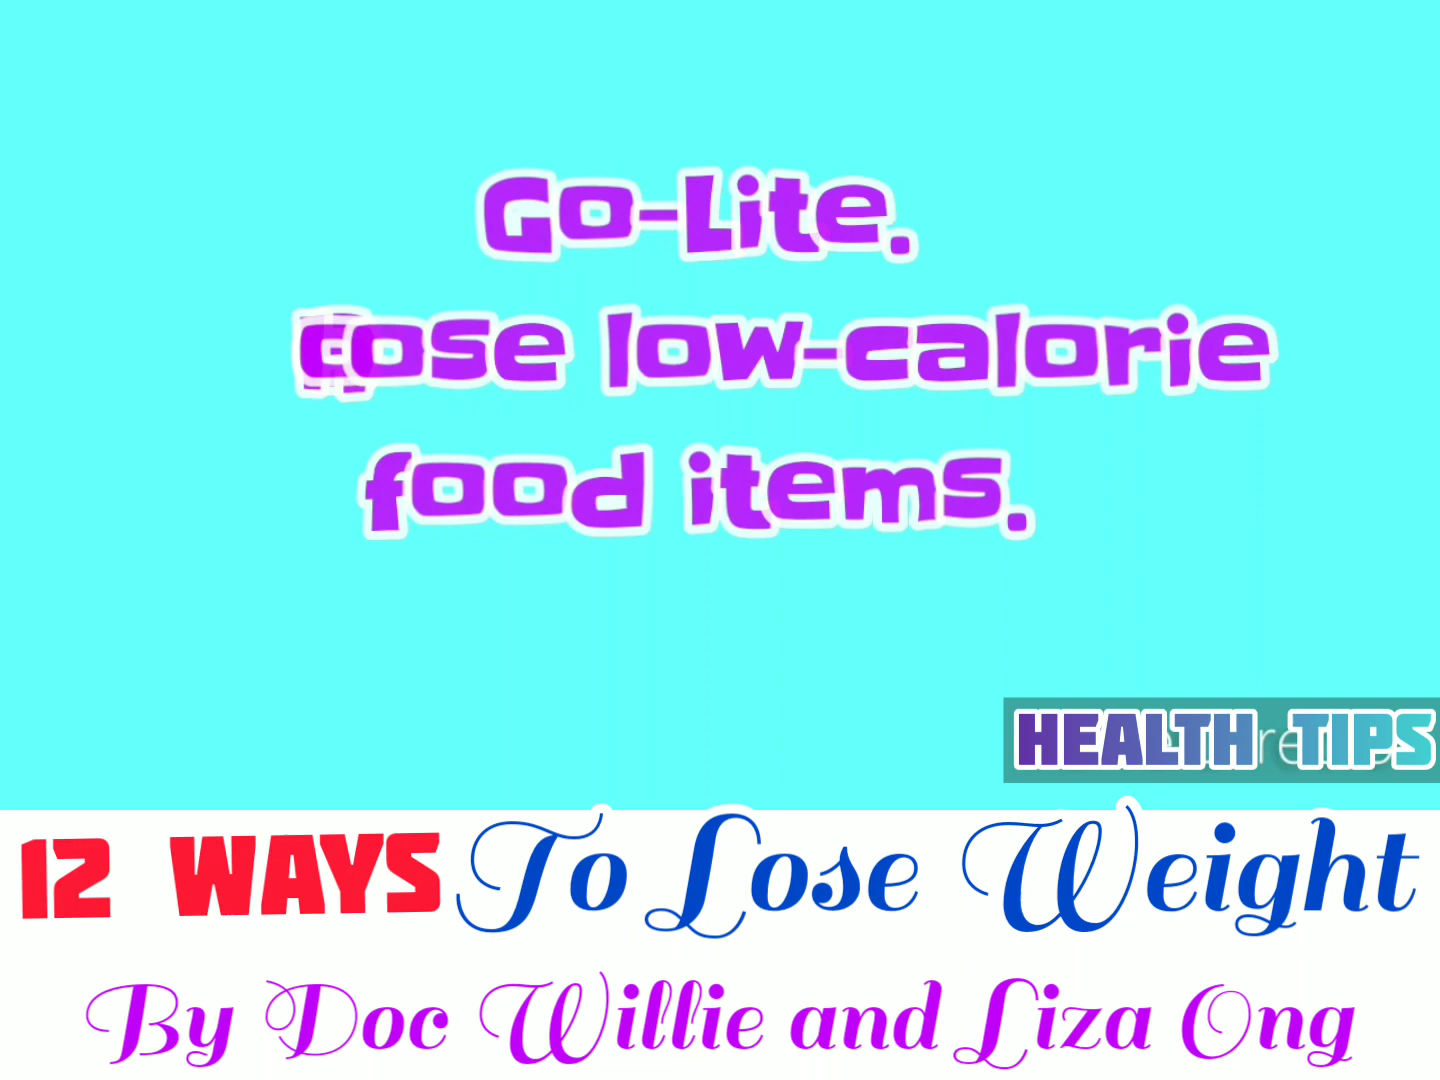 Go-Lite.
low-calorie
food items.
HEALTH TIPS
12 WAYS To Lose Weight
By Doc Willie and Liza Ong